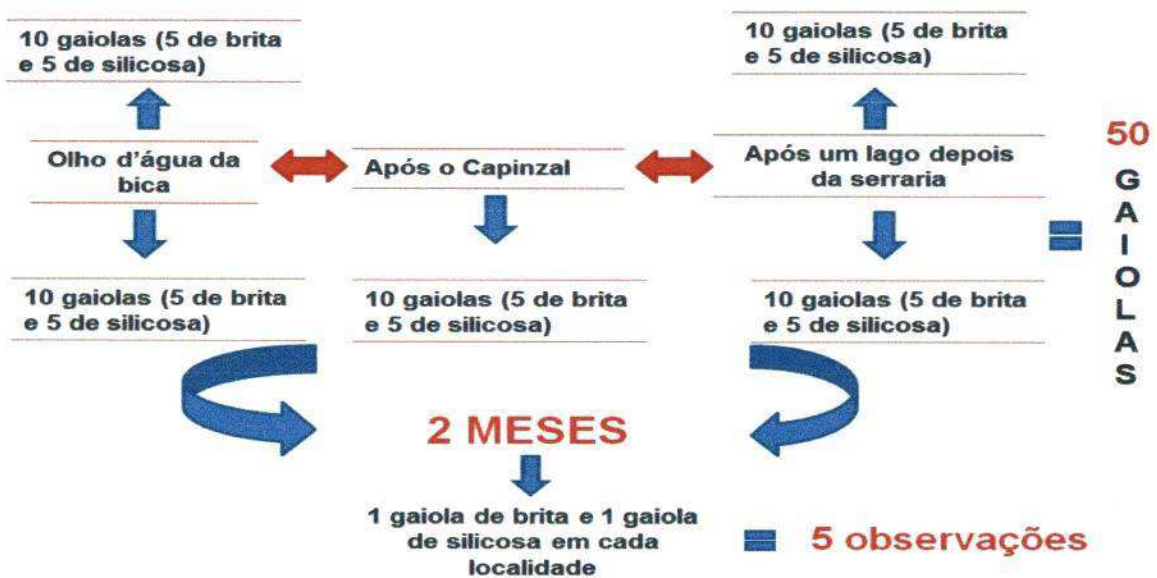 10 gaiolas (5 de brita
e 5 de silicosa)
10 gaiolas (5 de brita
e 5 de silicosa)
Olho d'água da
bica
Após o Capinzal
Após um lago depois
da serraria
10 gaiolas (5 de brita
e 5 de silicosa)
10 gaiolas (5 de brita
e 5 de silicosa)
10 gaiolas (5 de brita
e 5 de silicosa)
=
50
G
A
I
O
L
A
S
2 MESES
1 gaiola de brita e 1 gaiola
de silicosa em cada
localidade
= 5 observações